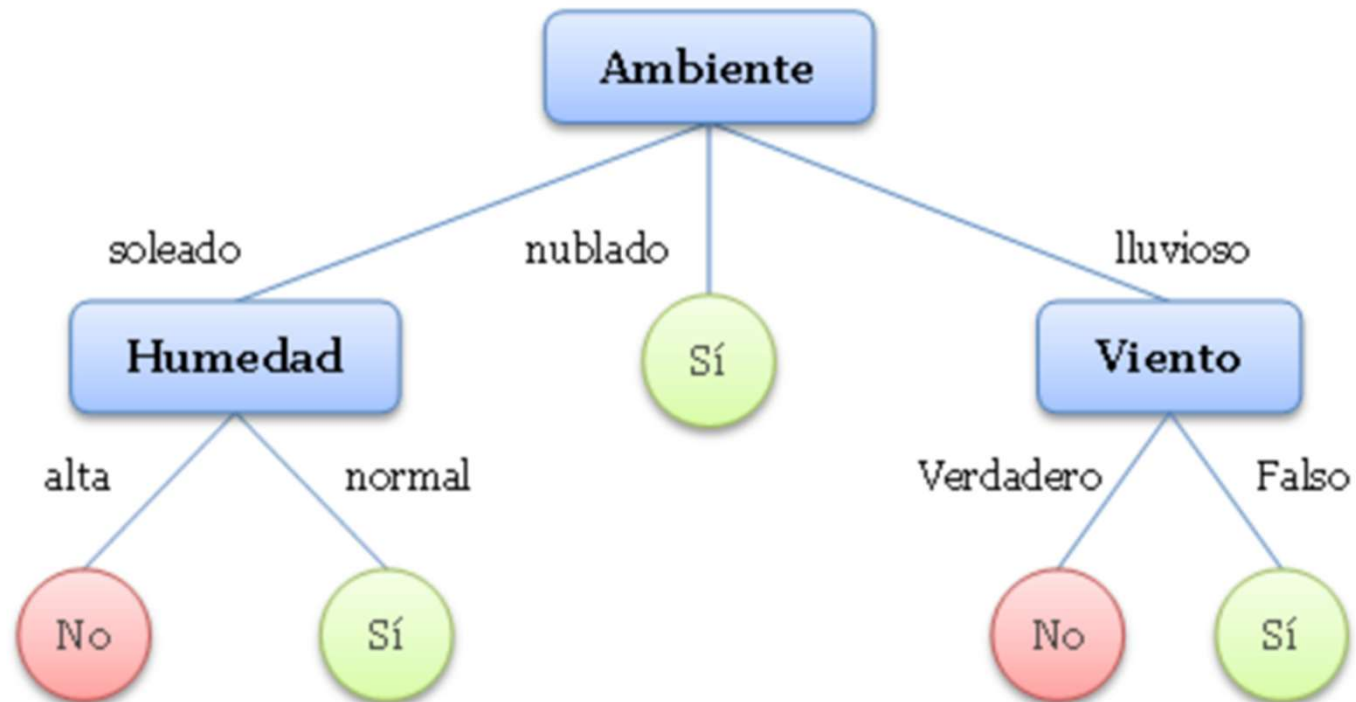 Ambiente
soleado
nublado
lluvioso
Humedad
Sí
Viento
alta
normal
Verdadero
Falso
No
Sí
No
Sí